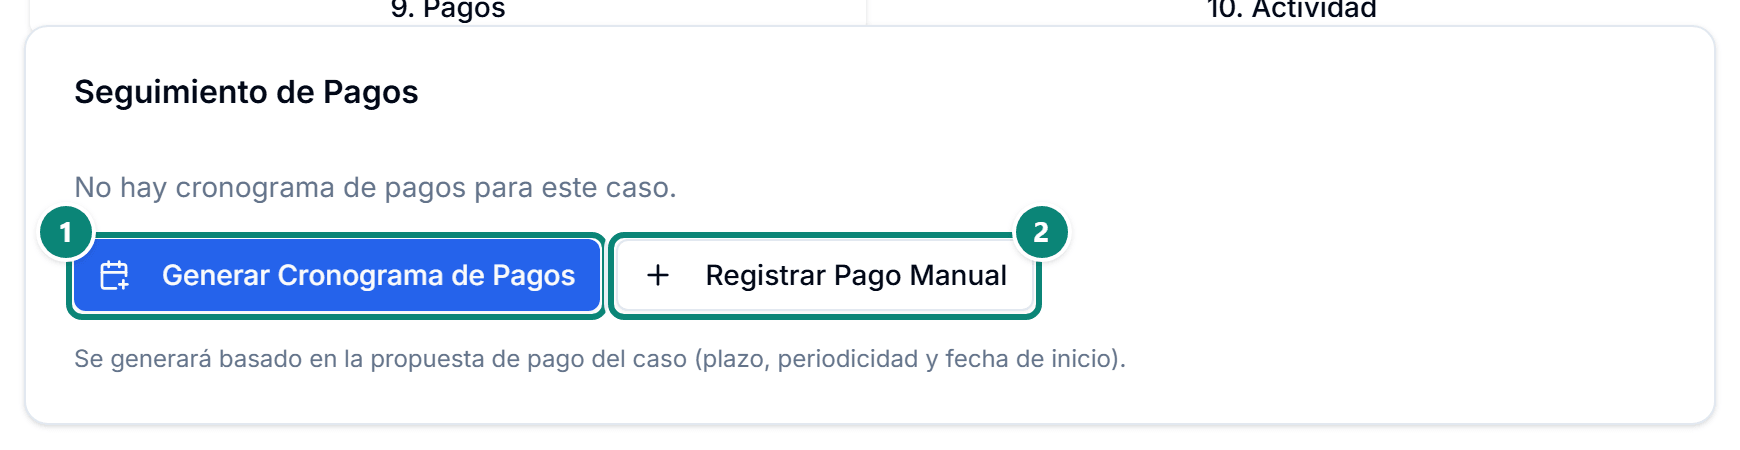 9. Pagos
10. Actividad
Seguimiento de Pagos
No hay cronograma de pagos para este caso.
1
2
Generar Cronograma de Pagos
Registrar Pago Manual
Se generará basado en la propuesta de pago del caso (plazo, periodicidad y fecha de inicio).